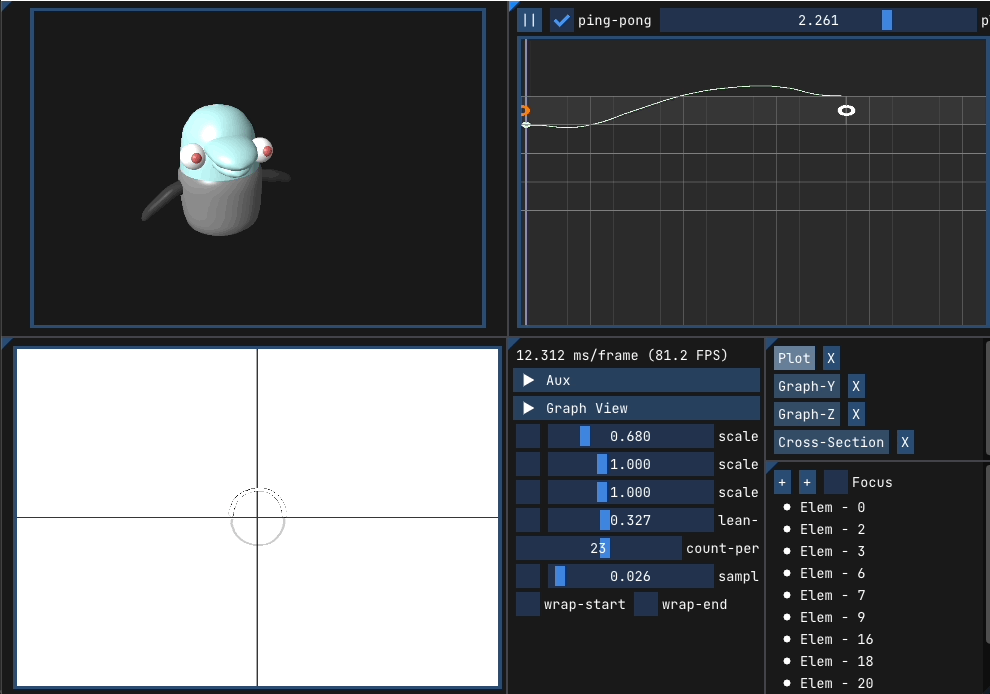 ping-pong 2.261 p
12.312 ms/frame (81.2 FPS)
Aux
Graph View
0.680 scale
1.000 scale
1.000 scale
0.327 lean-
23 count-per
0.026 sampl
wrap-start wrap-end
Plot X
Graph-Y X
Graph-Z X
Cross-Section X
+ + Focus
Elem - 0
Elem - 2
Elem - 3
Elem - 6
Elem - 7
Elem - 9
Elem - 16
Elem - 18
Elem - 20